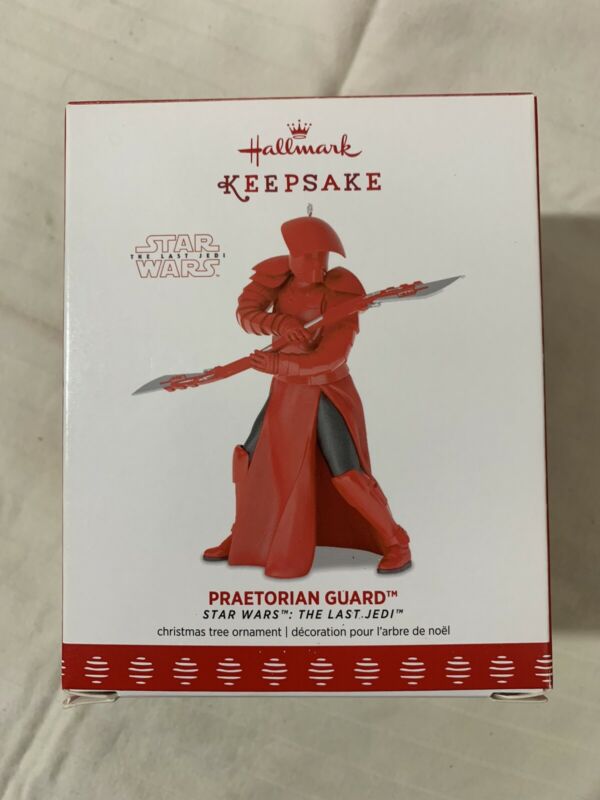 Hallmark
KEEPSAKE
STAR
THE LAST JEDI
WARS™
PRAETORIAN GUARD™
STAR WARS™: THE LAST JEDI™
christmas tree ornament | décoration pour l'arbre de noël